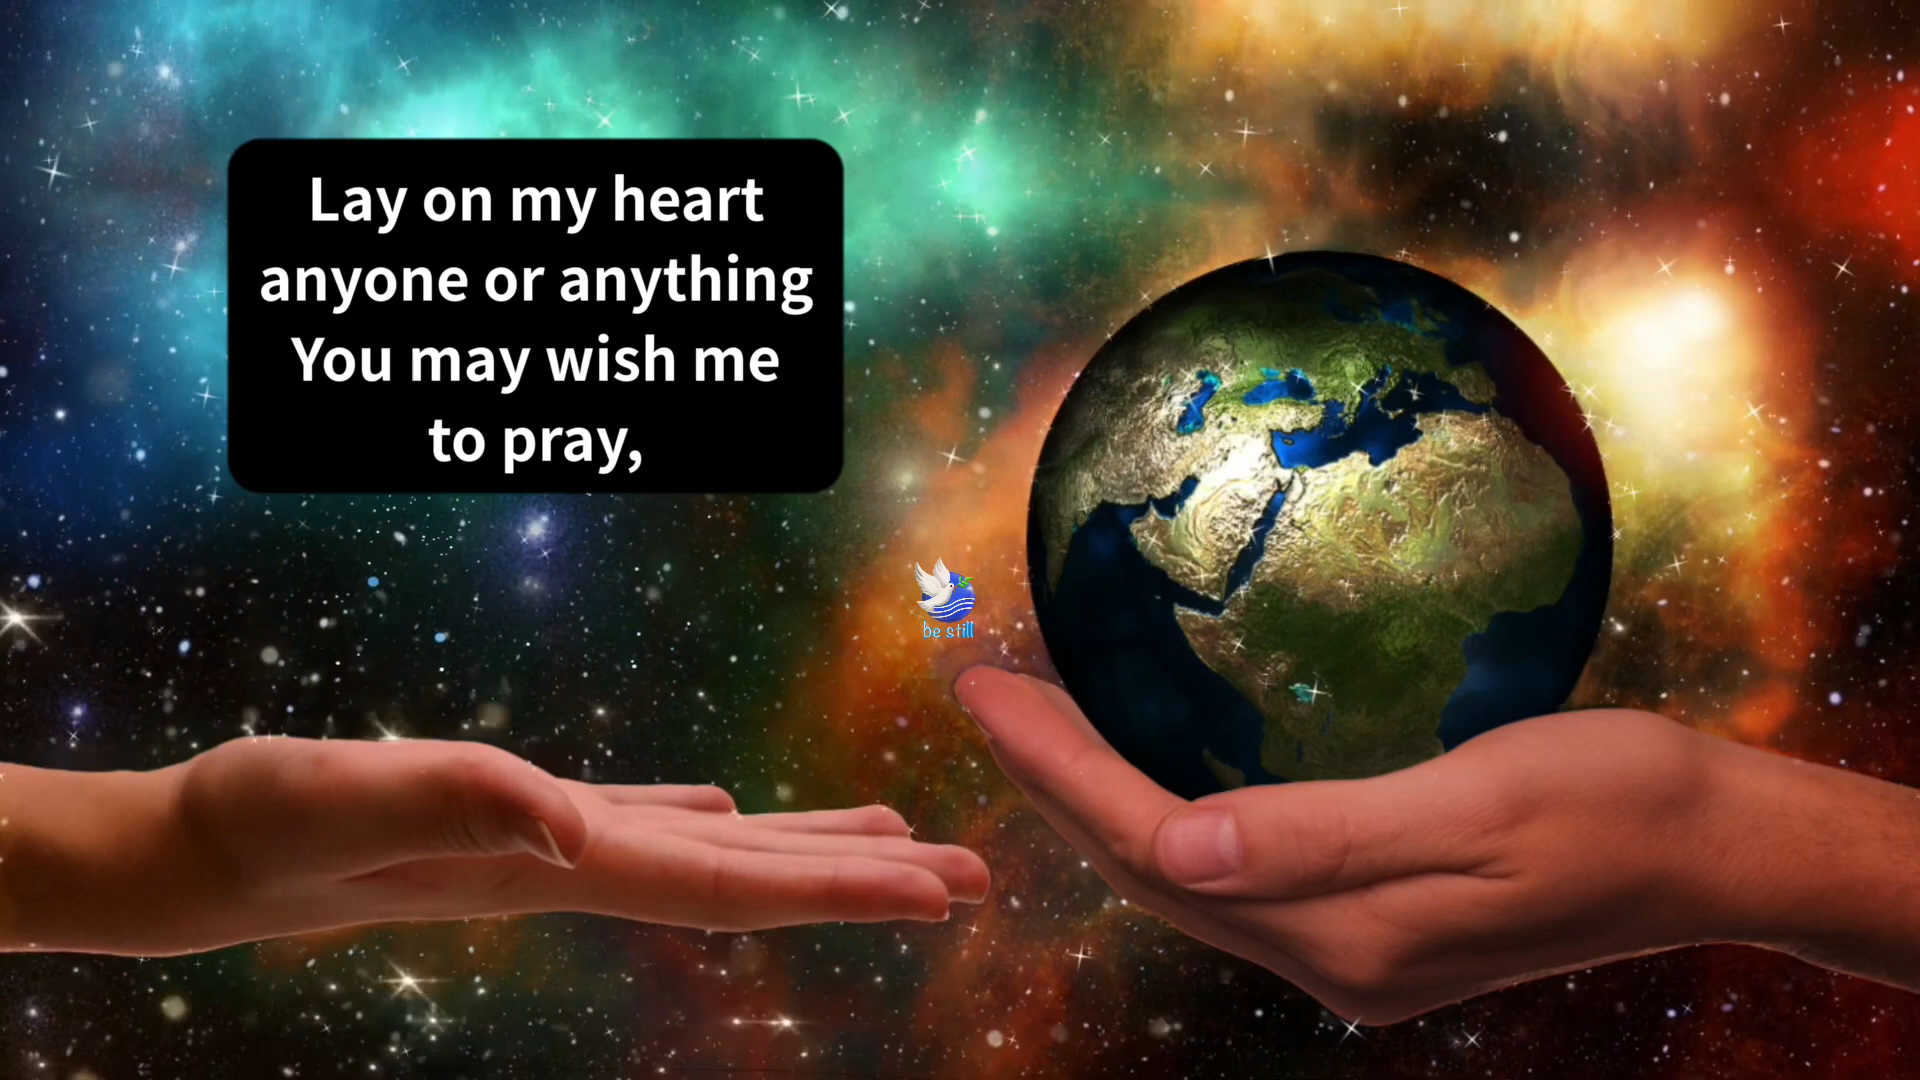 Lay on my heart
anyone or anything
You may wish me
to pray,
be still